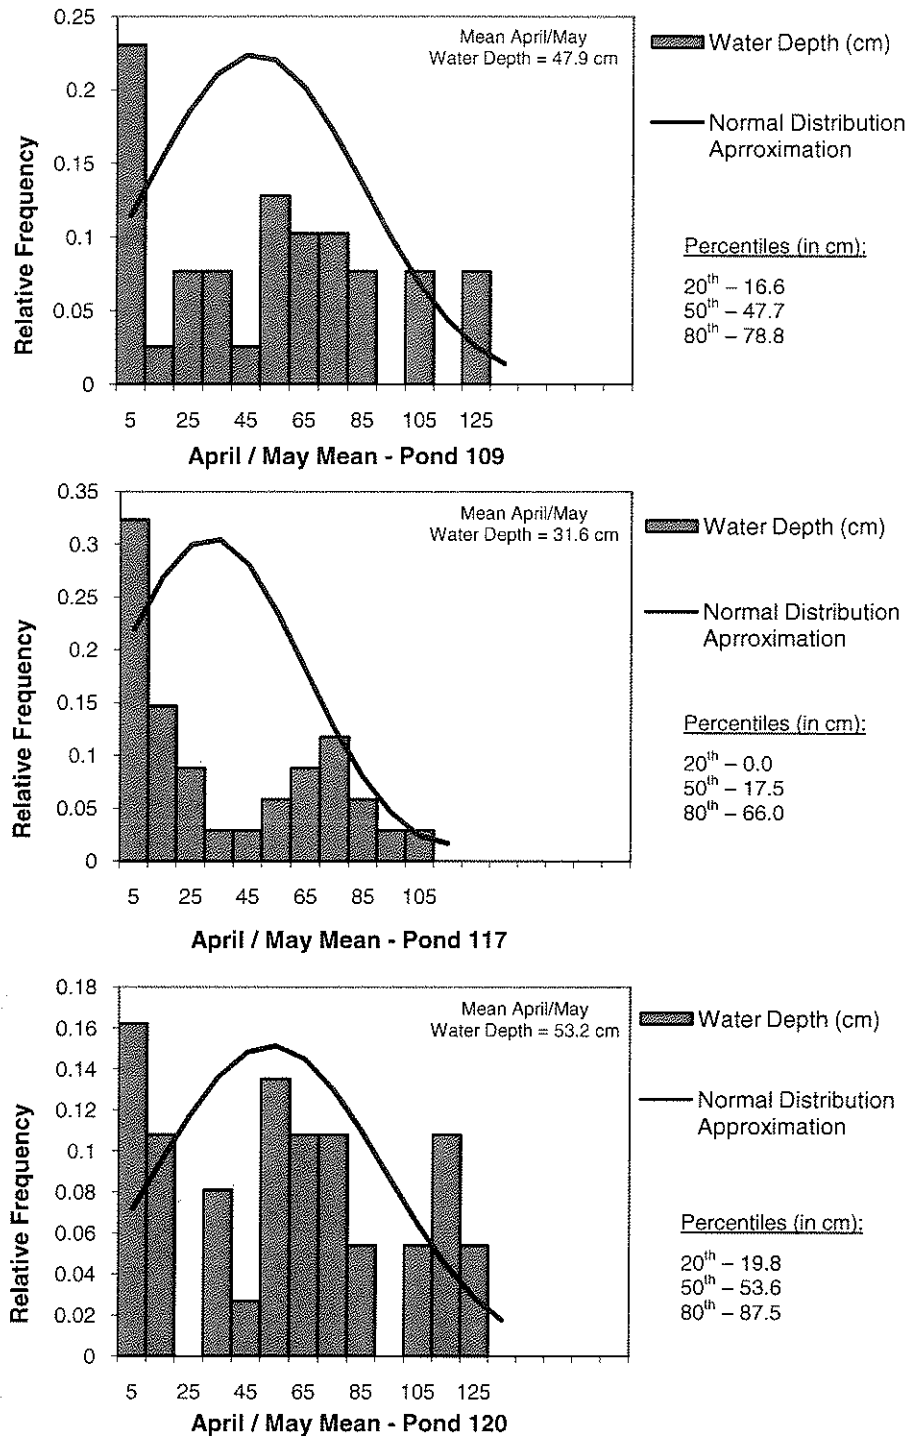 0.25
0.2
0.15
0.1
0.05
0
Relative Frequency
Mean April/May
Water Depth = 47.9 cm
5 25 45 65 85 105 125
April / May Mean - Pond 109
Water Depth (cm)
Normal Distribution
Aprroximation
Percentiles (in cm):
20th – 16.6
50th – 47.7
80th – 78.8
0.35
0.3
0.25
0.2
0.15
0.1
0.05
0
Relative Frequency
Mean April/May
Water Depth = 31.6 cm
5 25 45 65 85 105
April / May Mean - Pond 117
Water Depth (cm)
Normal Distribution
Aprroximation
Percentiles (in cm):
20th – 0.0
50th – 17.5
80th – 66.0
0.18
0.16
0.14
0.12
0.1
0.08
0.06
0.04
0.02
0
Relative Frequency
Mean April/May
Water Depth = 53.2 cm
5 25 45 65 85 105 125
April / May Mean - Pond 120
Water Depth (cm)
Normal Distribution
Approximation
Percentiles (in cm):
20th – 19.8
50th – 53.6
80th – 87.5